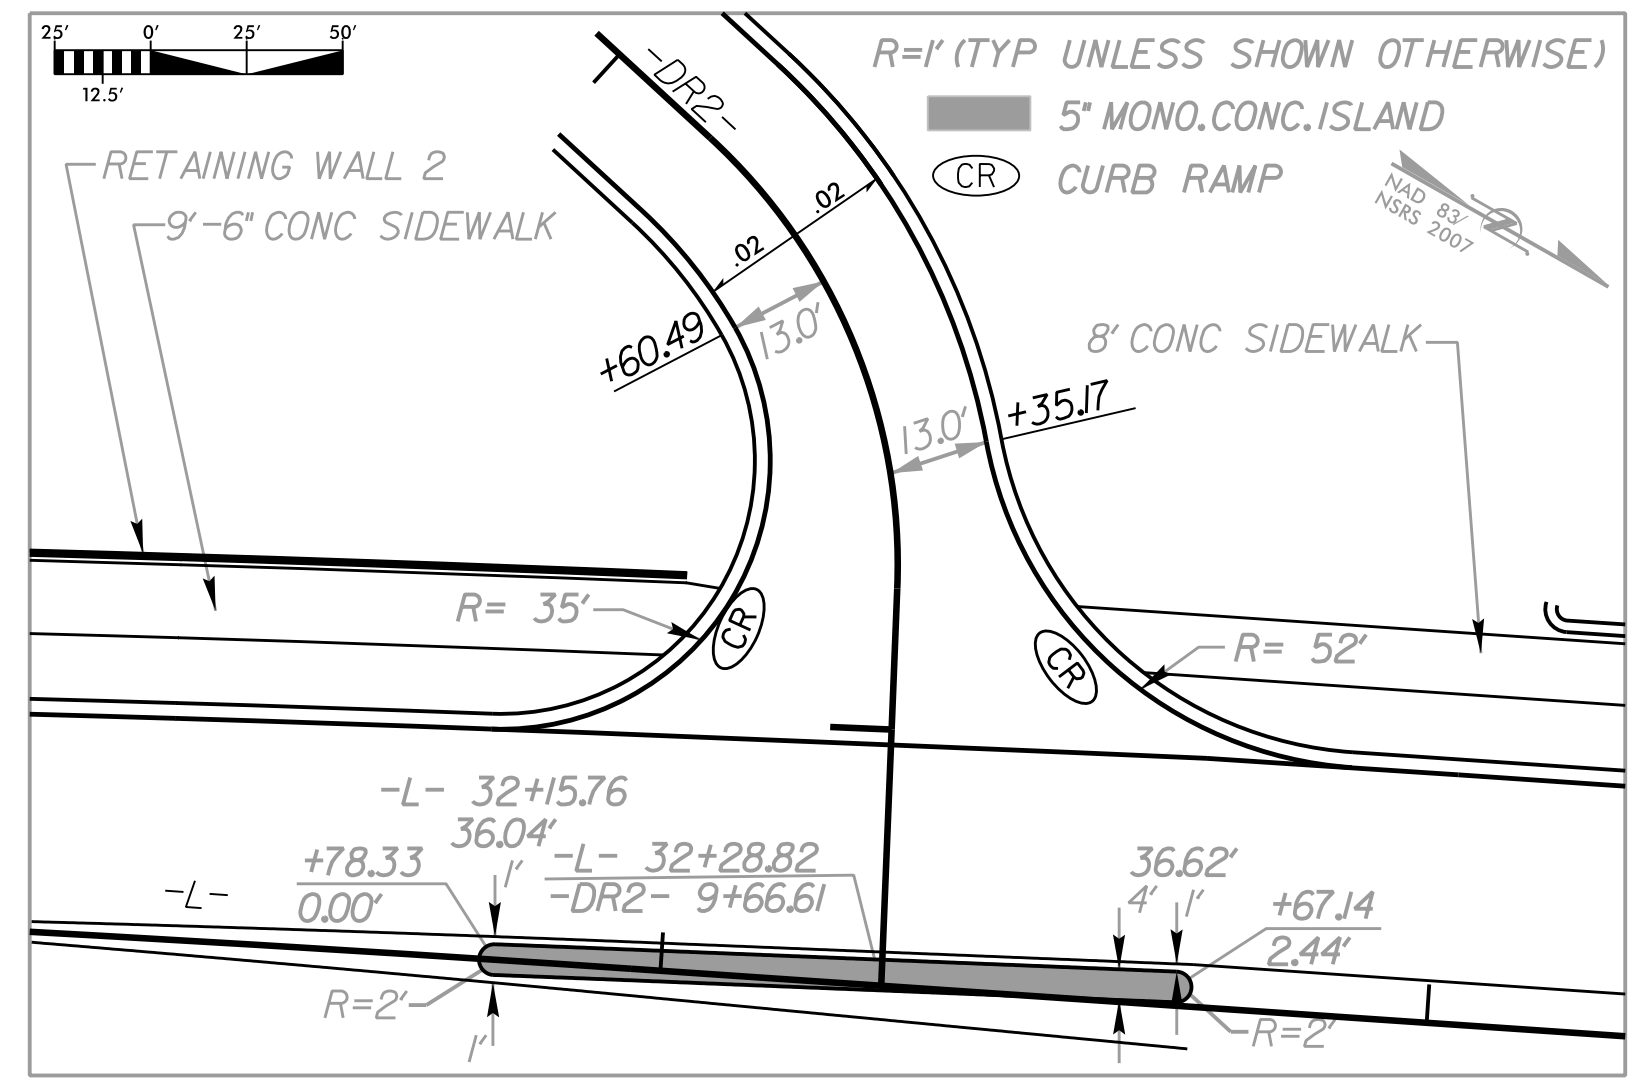 25' 0' 25' 50'
12.5'
-DR2-
R=1' (TYP UNLESS SHOWN OTHERWISE)
5" MONO.CONC.ISLAND
CR CURB RAMP
NAD 83/
NSRS 2007
RETAINING WALL 2
9'-6" CONC SIDEWALK
.02
.02
+60.49
13.0'
8' CONC SIDEWALK
13.0'
+35.17
R= 35'
CR
CR
R= 52'
-L- 32+15.76
36.04'
1'
+78.33
0.00'
-L- 32+28.82
-DR2- 9+66.61
36.62'
4' 1'
+67.14
2.44'
-L-
R=2'
1'
R=2'